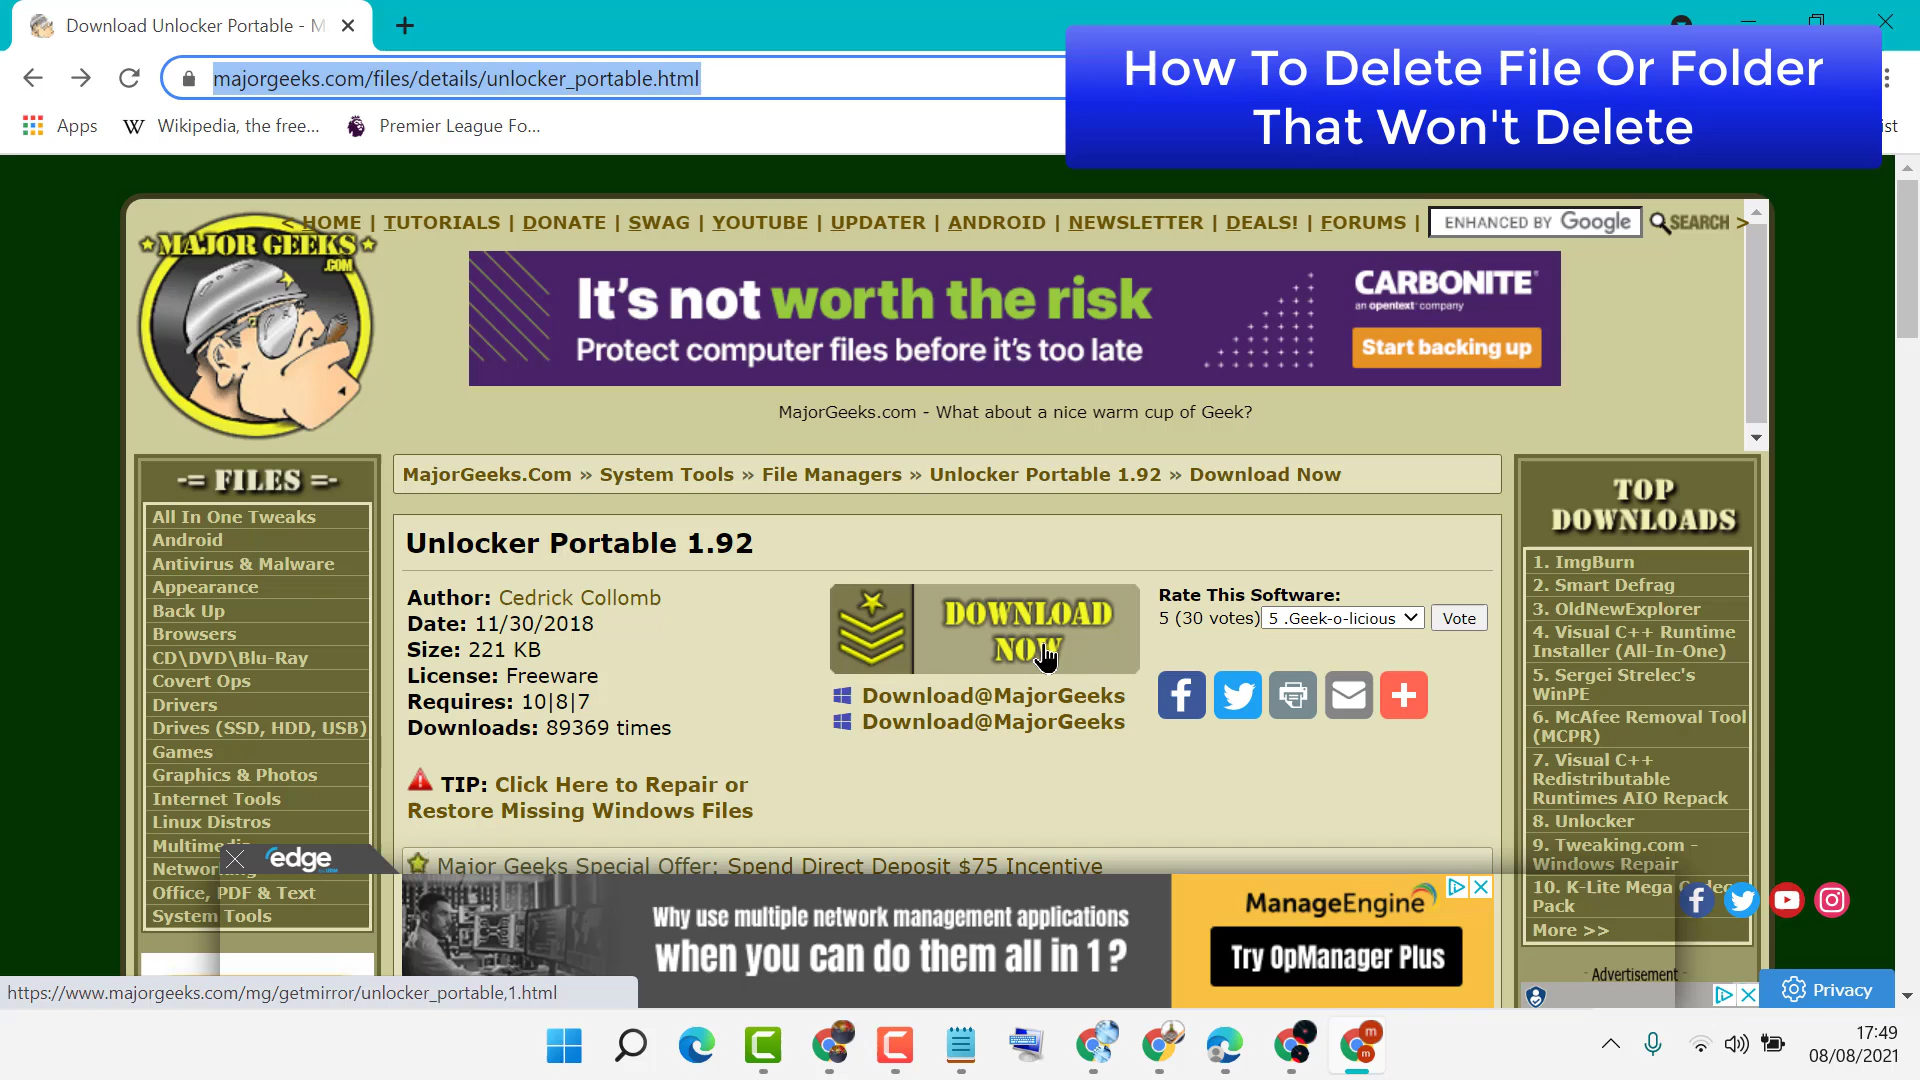 Download Unlocker Portable - M
majorgeeks.com/files/details/unlocker_portable.html
How To Delete File Or Folder
That Won't Delete
Apps
Wikipedia, the free...
Premier League Fo...
ist
MAJOR GEEKS
.COM
< HOME | TUTORIALS | DONATE | SWAG | YOUTUBE | UPDATER | ANDROID | NEWSLETTER | DEALS! | FORUMS | ENHANCED BY Google SEARCH >
It's not worth the risk
Protect computer files before it's too late
CARBONITE
an opentext company
Start backing up
MajorGeeks.com - What about a nice warm cup of Geek?
-= FILES =-
All In One Tweaks
Android
Antivirus & Malware
Appearance
Back Up
Browsers
CD\DVD\Blu-Ray
Covert Ops
Drivers
Drives (SSD, HDD, USB)
Games
Graphics & Photos
Internet Tools
Linux Distros
Multimedia
Office, PDF & Text
System Tools
MajorGeeks.Com » System Tools » File Managers » Unlocker Portable 1.92 » Download Now
Unlocker Portable 1.92
Author: Cedrick Collomb
Date: 11/30/2018
Size: 221 KB
License: Freeware
Requires: 10|8|7
Downloads: 89369 times
DOWNLOAD
NOW
Download@MajorGeeks
Download@MajorGeeks
Rate This Software:
5 (30 votes) 5 .Geek-o-licious Vote
TIP: Click Here to Repair or
Restore Missing Windows Files
Major Geeks Special Offer: Spend Direct Deposit $75 Incentive
TOP
DOWNLOADS
1. ImgBurn
2. Smart Defrag
3. OldNewExplorer
4. Visual C++ Runtime
Installer (All-In-One)
5. Sergei Strelec's
WinPE
6. McAfee Removal Tool
(MCPR)
7. Visual C++
Redistributable
Runtimes AIO Repack
8. Unlocker
9. Tweaking.com -
Windows Repair
10. K-Lite Mega Codec
Pack
More >>
- Advertisement -
edge
Why use multiple network management applications
when you can do them all in 1 ?
ManageEngine
Try OpManager Plus
Privacy
https://www.majorgeeks.com/mg/getmirror/unlocker_portable,1.html
17:49
08/08/2021